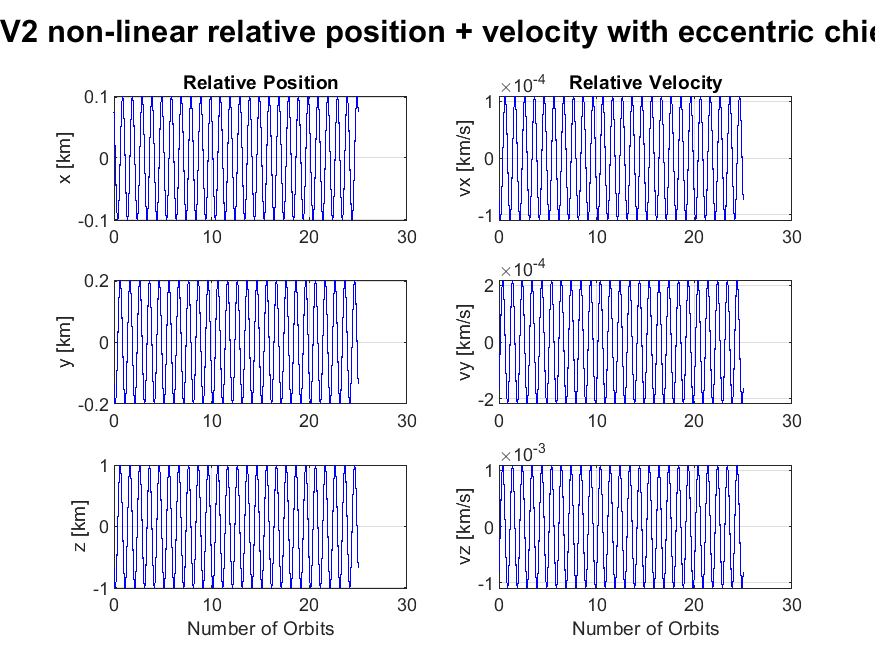 V2 non-linear relative position + velocity with eccentric chie
Relative Position
Relative Velocity
x [km]
0.1
0
-0.1
0 10 20 30
vx [km/s]
×10-4
1
0
-1
0 10 20 30
y [km]
0.2
0
-0.2
0 10 20 30
vy [km/s]
×10-4
2
0
-2
0 10 20 30
z [km]
1
0
-1
0 10 20 30
Number of Orbits
vz [km/s]
×10-3
1
0
-1
0 10 20 30
Number of Orbits